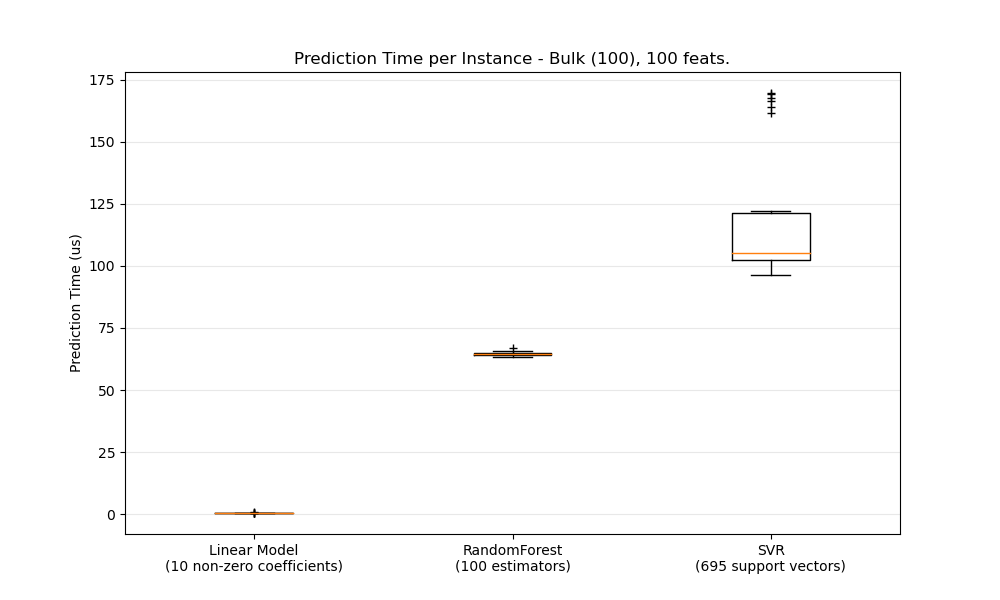 Prediction Time per Instance - Bulk (100), 100 feats.
175
150
125
100
75
50
25
0
Prediction Time (us)
Linear Model
(10 non-zero coefficients)
RandomForest
(100 estimators)
SVR
(695 support vectors)